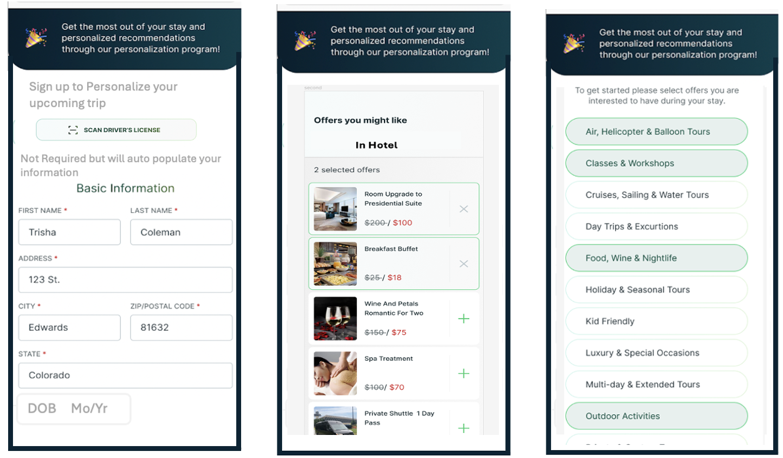 Get the most out of your stay and
personalized recommendations
through our personalization program!
Sign up to Personalize your
upcoming trip
SCAN DRIVER'S LICENSE
Not Required but will auto populate your
information
Basic Information
FIRST NAME *
LAST NAME *
Trisha
Coleman
ADDRESS *
123 St.
CITY *
ZIP/POSTAL CODE *
Edwards
81632
STATE *
Colorado
DOB Mo/Yr
Get the most out of your stay and
personalized recommendations
through our personalization program!
Offers you might like
In Hotel
2 selected offers
Room Upgrade to
Presidential Suite
$200 / $100
Breakfast Buffet
$25 / $18
Wine And Petals
Romantic For Two
$150 / $75
Spa Treatment
$100/ $70
Private Shuttle 1 Day
Pass
Get the most out of your stay and
personalized recommendations
through our personalization program!
To get started please select offers you are
interested to have during your stay.
Air, Helicopter & Balloon Tours
Classes & Workshops
Cruises, Sailing & Water Tours
Day Trips & Excurtions
Food, Wine & Nightlife
Holiday & Seasonal Tours
Kid Friendly
Luxury & Special Occasions
Multi-day & Extended Tours
Outdoor Activities